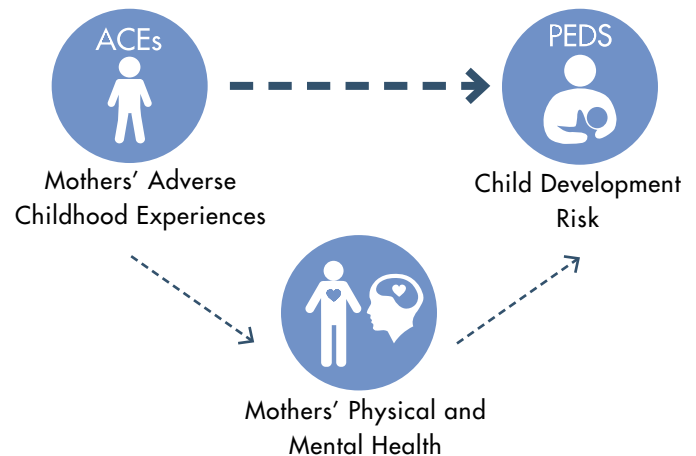 ACEs
Mothers’ Adverse
Childhood Experiences
PEDS
Child Development
Risk
Mothers’ Physical and
Mental Health